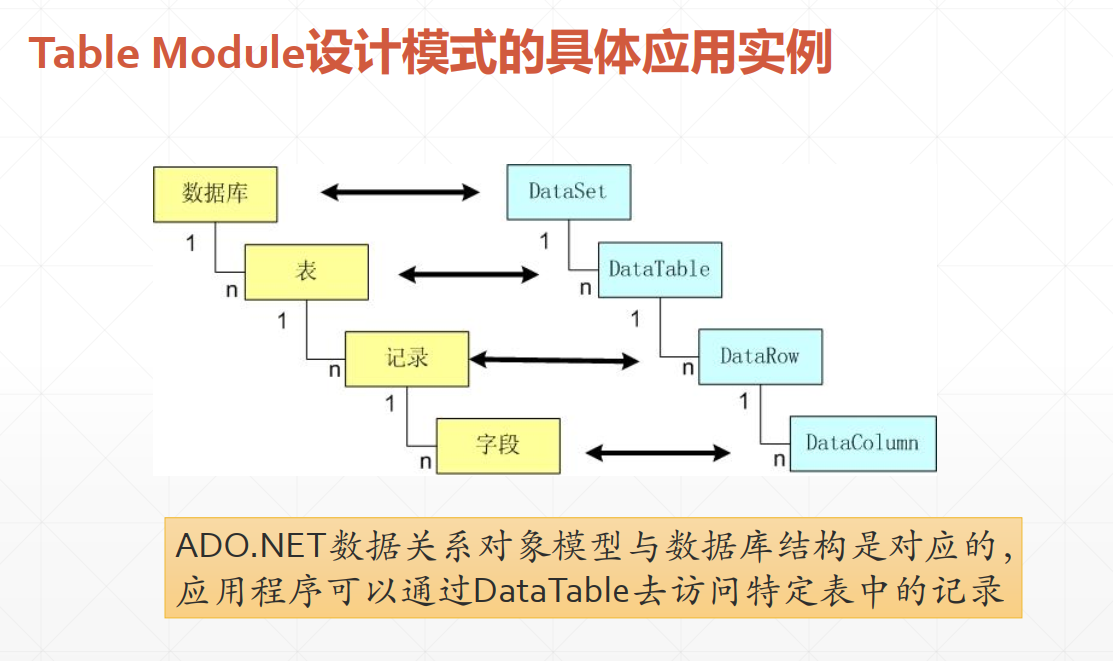 Table Module设计模式的具体应用实例
数据库
DataSet
1
1
表
DataTable
n
n
1
1
记录
DataRow
n
n
1
1
字段
DataColumn
n
n
ADO.NET数据关系对象模型与数据库结构是对应的，
应用程序可以通过DataTable去访问特定表中的记录